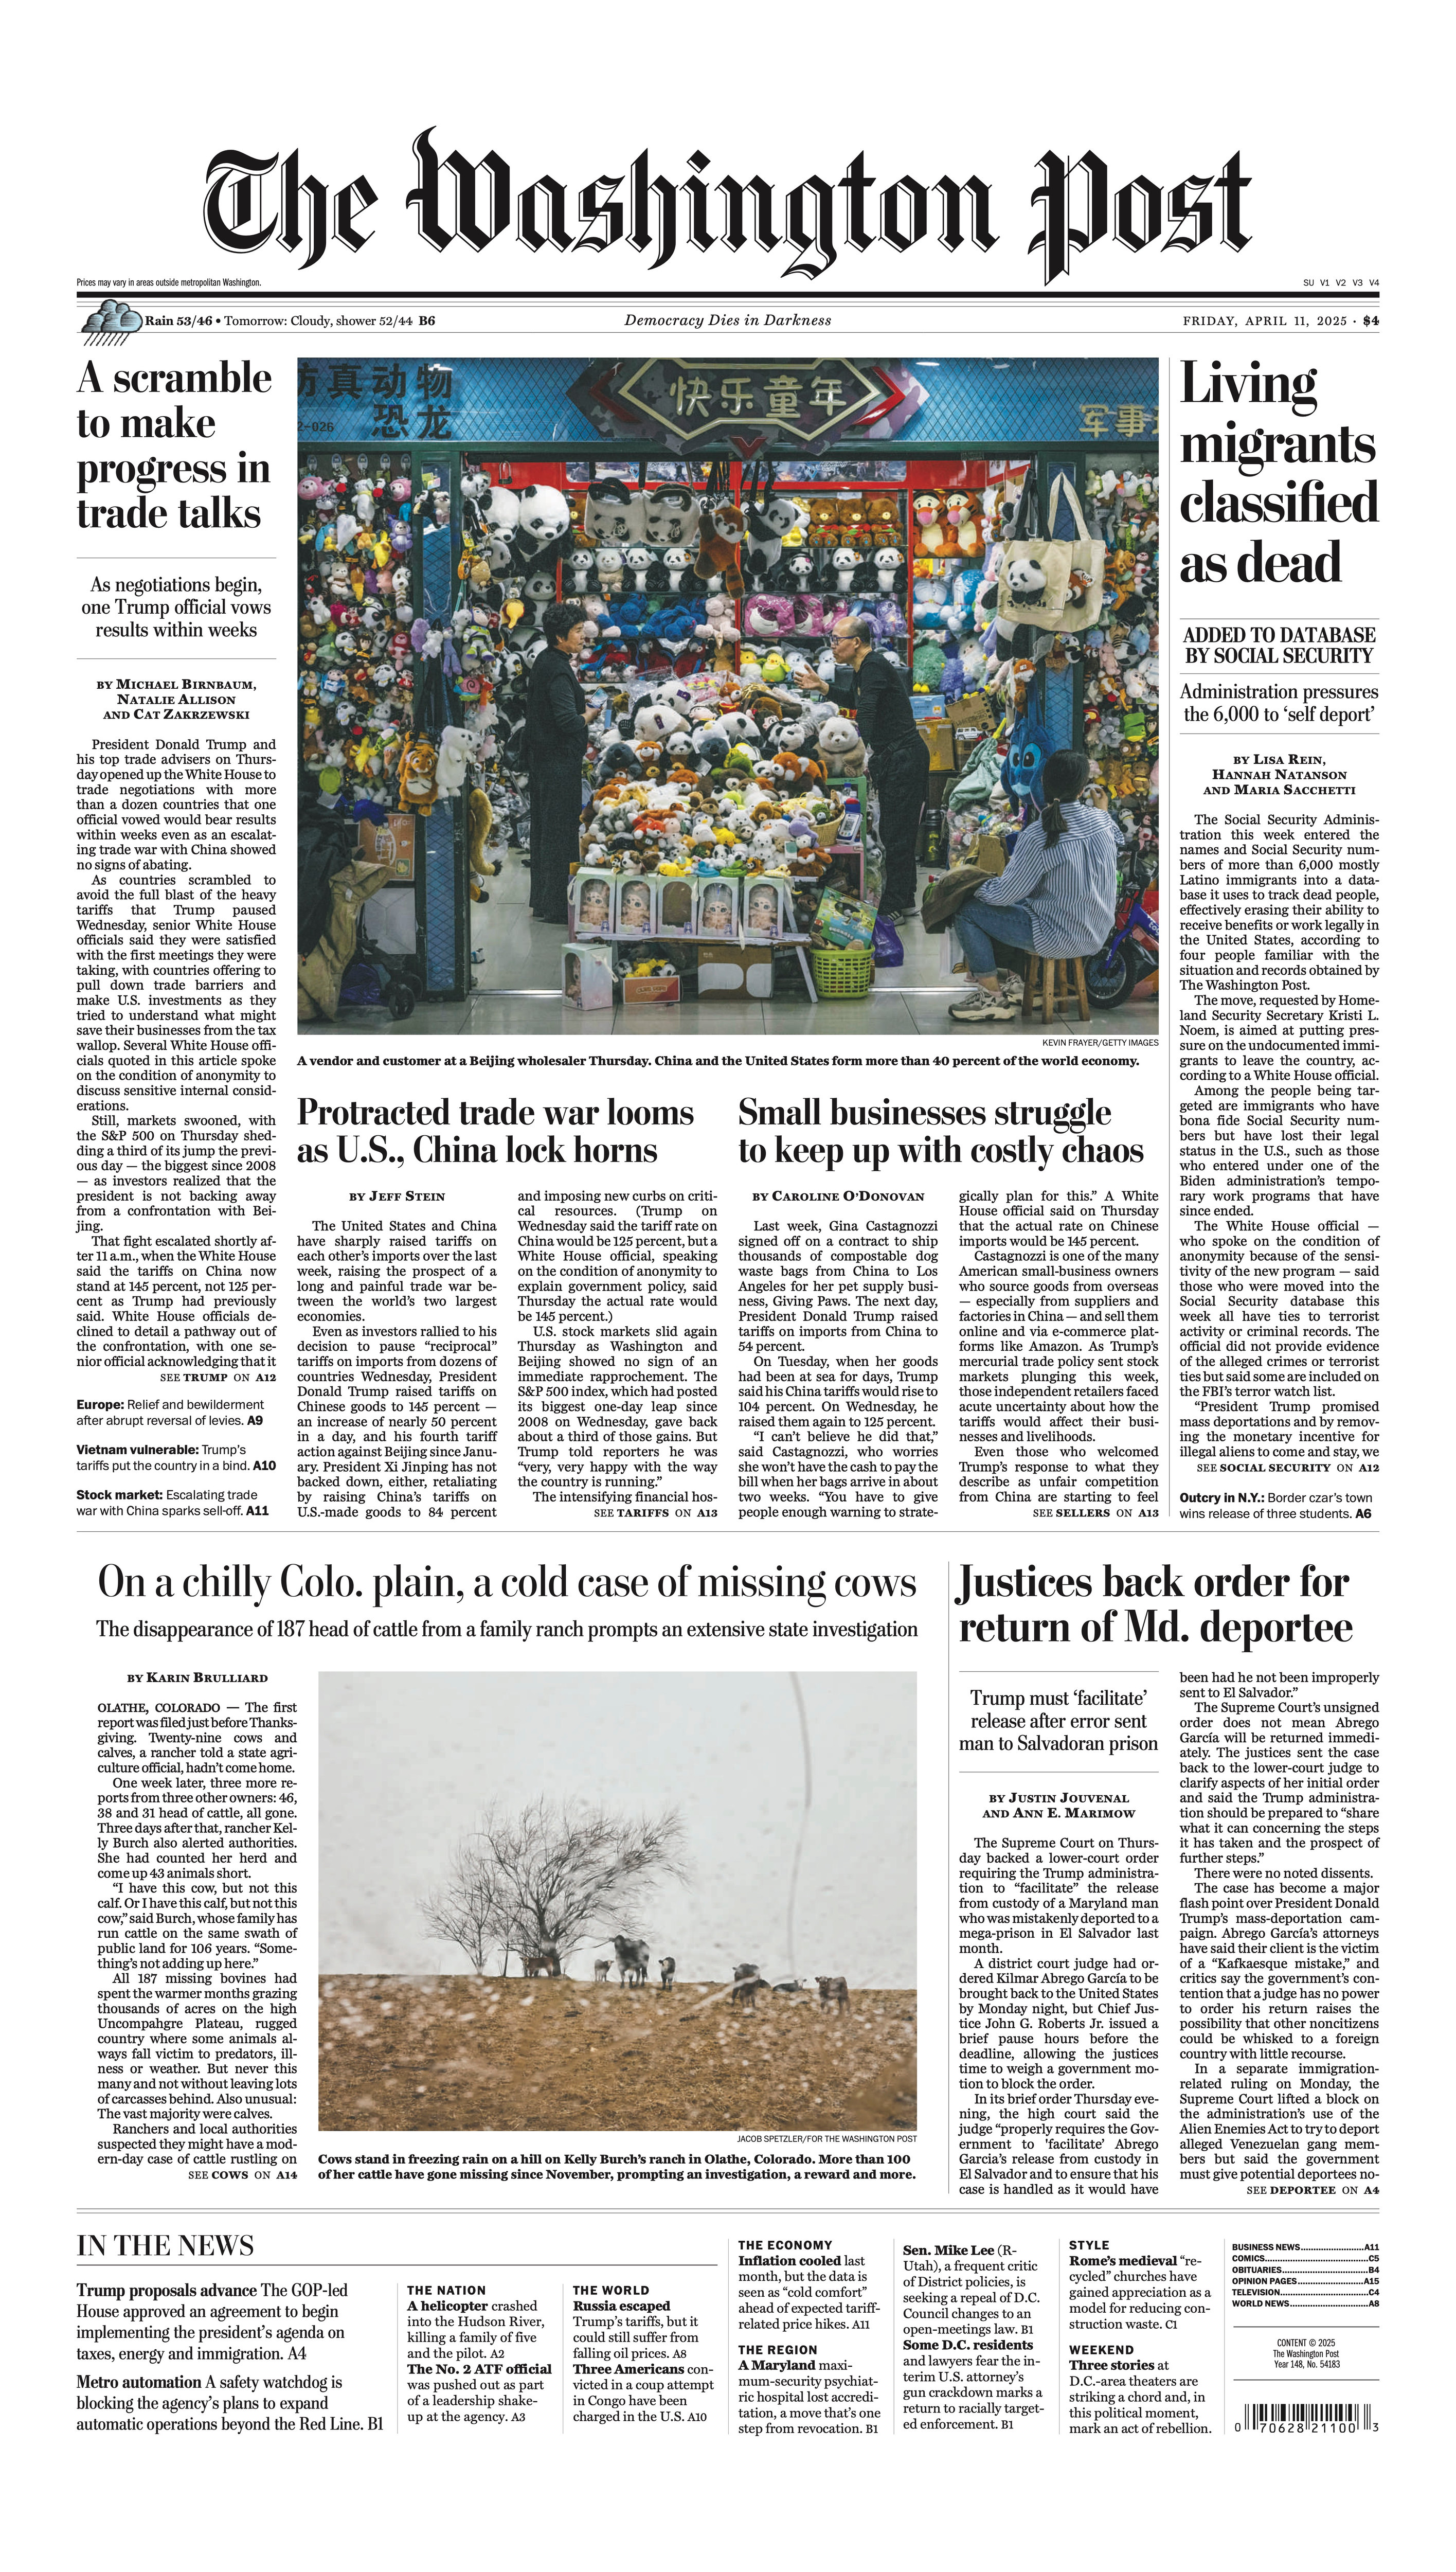 The Washington Post
Prices may vary in areas outside metropolitan Washington.
SU V1 V2 V3 V4
Rain 53/46 • Tomorrow: Cloudy, shower 52/44 B6
Democracy Dies in Darkness
FRIDAY, APRIL 11, 2025 · $4
A scramble
to make
progress in
trade talks
As negotiations begin,
one Trump official vows
results within weeks
BY MICHAEL BIRNBAUM,
NATALIE ALLISON
AND CAT ZAKRZEWSKI
President Donald Trump and
his top trade advisers on Thurs-
day opened up the White House to
trade negotiations with more
than a dozen countries that one
official vowed would bear results
within weeks even as an escalat-
ing trade war with China showed
no signs of abating.
As countries scrambled to
avoid the full blast of the heavy
tariffs that Trump paused
Wednesday, senior White House
officials said they were satisfied
with the first meetings they were
taking, with countries offering to
pull down trade barriers and
make U.S. investments as they
tried to understand what might
save their businesses from the tax
wallop. Several White House offi-
cials quoted in this article spoke
on the condition of anonymity to
discuss sensitive internal consid-
erations.
Still, markets swooned, with
the S&P 500 on Thursday shed-
ding a third of its jump the previ-
ous day — the biggest since 2008
— as investors realized that the
president is not backing away
from a confrontation with Bei-
jing.
That fight escalated shortly af-
ter 11 a.m., when the White House
said the tariffs on China now
stand at 145 percent, not 125 per-
cent as Trump had previously
said. White House officials de-
clined to detail a pathway out of
the confrontation, with one se-
nior official acknowledging that it
SEE TRUMP ON A12
Europe: Relief and bewilderment
after abrupt reversal of levies. A9
Vietnam vulnerable: Trump's
tariffs put the country in a bind. A10
Stock market: Escalating trade
war with China sparks sell-off. A11
仿真动物
恐龙
2-026
快乐童年
军事
KEVIN FRAYER/GETTY IMAGES
A vendor and customer at a Beijing wholesaler Thursday. China and the United States form more than 40 percent of the world economy.
Protracted trade war looms
as U.S., China lock horns
BY JEFF STEIN
The United States and China
have sharply raised tariffs on
each other's imports over the last
week, raising the prospect of a
long and painful trade war be-
tween the world's two largest
economies.
Even as investors rallied to his
decision to pause “reciprocal”
tariffs on imports from dozens of
countries Wednesday, President
Donald Trump raised tariffs on
Chinese goods to 145 percent —
an increase of nearly 50 percent
in a day, and his fourth tariff
action against Beijing since Janu-
ary. President Xi Jinping has not
backed down, either, retaliating
by raising China's tariffs on
U.S.-made goods to 84 percent
and imposing new curbs on criti-
cal resources. (Trump on
Wednesday said the tariff rate on
China would be 125 percent, but a
White House official, speaking
on the condition of anonymity to
explain government policy, said
Thursday the actual rate would
be 145 percent.)
U.S. stock markets slid again
Thursday as Washington and
Beijing showed no sign of an
immediate rapprochement. The
S&P 500 index, which had posted
its biggest one-day leap since
2008 on Wednesday, gave back
about a third of those gains. But
Trump told reporters he was
“very, very happy with the way
the country is running.”
The intensifying financial hos-
SEE TARIFFS ON A13
Small businesses struggle
to keep up with costly chaos
BY CAROLINE O'DONOVAN
Last week, Gina Castagnozzi
signed off on a contract to ship
thousands of compostable dog
waste bags from China to Los
Angeles for her pet supply busi-
ness, Giving Paws. The next day,
President Donald Trump raised
tariffs on imports from China to
54 percent.
On Tuesday, when her goods
had been at sea for days, Trump
said his China tariffs would rise to
104 percent. On Wednesday, he
raised them again to 125 percent.
“I can't believe he did that,”
said Castagnozzi, who worries
she won't have the cash to pay the
bill when her bags arrive in about
two weeks. “You have to give
people enough warning to strate-
gically plan for this.” A White
House official said on Thursday
that the actual rate on Chinese
imports would be 145 percent.
Castagnozzi is one of the many
American small-business owners
who source goods from overseas
— especially from suppliers and
factories in China — and sell them
online and via e-commerce plat-
forms like Amazon. As Trump's
mercurial trade policy sent stock
markets plunging this week,
those independent retailers faced
acute uncertainty about how the
tariffs would affect their busi-
nesses and livelihoods.
Even those who welcomed
Trump's response to what they
describe as unfair competition
from China are starting to feel
SEE SELLERS ON A13
Living
migrants
classified
as dead
ADDED TO DATABASE
BY SOCIAL SECURITY
Administration pressures
the 6,000 to ‘self deport’
BY LISA REIN,
HANNAH NATANSON
AND MARIA SACCHETTI
The Social Security Adminis-
tration this week entered the
names and Social Security num-
bers of more than 6,000 mostly
Latino immigrants into a data-
base it uses to track dead people,
effectively erasing their ability to
receive benefits or work legally in
the United States, according to
four people familiar with the
situation and records obtained by
The Washington Post.
The move, requested by Home-
land Security Secretary Kristi L.
Noem, is aimed at putting pres-
sure on the undocumented immi-
grants to leave the country, ac-
cording to a White House official.
Among the people being tar-
geted are immigrants who have
bona fide Social Security num-
bers but have lost their legal
status in the U.S., such as those
who entered under one of the
Biden administration's tempo-
rary work programs that have
since ended.
The White House official —
who spoke on the condition of
anonymity because of the sensi-
tivity of the new program — said
those who were moved into the
Social Security database this
week all have ties to terrorist
activity or criminal records. The
official did not provide evidence
of the alleged crimes or terrorist
ties but said some are included on
the FBI's terror watch list.
“President Trump promised
mass deportations and by remov-
ing the monetary incentive for
illegal aliens to come and stay, we
SEE SOCIAL SECURITY ON A12
Outcry in N.Y.: Border czar's town
wins release of three students. A6
On a chilly Colo. plain, a cold case of missing cows
The disappearance of 187 head of cattle from a family ranch prompts an extensive state investigation
BY KARIN BRULLIARD
OLATHE, COLORADO — The first
report was filed just before Thanks-
giving. Twenty-nine cows and
calves, a rancher told a state agri-
culture official, hadn't come home.
One week later, three more re-
ports from three other owners: 46,
38 and 31 head of cattle, all gone.
Three days after that, rancher Kel-
ly Burch also alerted authorities.
She had counted her herd and
come up 43 animals short.
“I have this cow, but not this
calf. Or I have this calf, but not this
cow,” said Burch, whose family has
run cattle on the same swath of
public land for 106 years. “Some-
thing's not adding up here.”
All 187 missing bovines had
spent the warmer months grazing
thousands of acres on the high
Uncompahgre Plateau, rugged
country where some animals al-
ways fall victim to predators, ill-
ness or weather. But never this
many and not without leaving lots
of carcasses behind. Also unusual:
The vast majority were calves.
Ranchers and local authorities
suspected they might have a mod-
ern-day case of cattle rustling on
SEE COWS ON A14
JACOB SPETZLER/FOR THE WASHINGTON POST
Cows stand in freezing rain on a hill on Kelly Burch's ranch in Olathe, Colorado. More than 100
of her cattle have gone missing since November, prompting an investigation, a reward and more.
Justices back order for
return of Md. deportee
Trump must ‘facilitate’
release after error sent
man to Salvadoran prison
BY JUSTIN JOUVENAL
AND ANN E. MARIMOW
The Supreme Court on Thurs-
day backed a lower-court order
requiring the Trump administra-
tion to “facilitate” the release
from custody of a Maryland man
who was mistakenly deported to a
mega-prison in El Salvador last
month.
A district court judge had or-
dered Kilmar Abrego García to be
brought back to the United States
by Monday night, but Chief Jus-
tice John G. Roberts Jr. issued a
brief pause hours before the
deadline, allowing the justices
time to weigh a government mo-
tion to block the order.
In its brief order Thursday eve-
ning, the high court said the
judge “properly requires the Gov-
ernment to 'facilitate' Abrego
Garcia's release from custody in
El Salvador and to ensure that his
case is handled as it would have
been had he not been improperly
sent to El Salvador.”
The Supreme Court's unsigned
order does not mean Abrego
García will be returned immedi-
ately. The justices sent the case
back to the lower-court judge to
clarify aspects of her initial order
and said the Trump administra-
tion should be prepared to “share
what it can concerning the steps
it has taken and the prospect of
further steps.”
There were no noted dissents.
The case has become a major
flash point over President Donald
Trump's mass-deportation cam-
paign. Abrego García's attorneys
have said their client is the victim
of a “Kafkaesque mistake,” and
critics say the government's con-
tention that a judge has no power
to order his return raises the
possibility that other noncitizens
could be whisked to a foreign
country with little recourse.
In a separate immigration-
related ruling on Monday, the
Supreme Court lifted a block on
the administration's use of the
Alien Enemies Act to try to deport
alleged Venezuelan gang mem-
bers but said the government
must give potential deportees no-
SEE DEPORTEE ON A4
IN THE NEWS
Trump proposals advance The GOP-led
House approved an agreement to begin
implementing the president's agenda on
taxes, energy and immigration. A4
Metro automation A safety watchdog is
blocking the agency's plans to expand
automatic operations beyond the Red Line. B1
THE NATION
A helicopter crashed
into the Hudson River,
killing a family of five
and the pilot. A2
The No. 2 ATF official
was pushed out as part
of a leadership shake-
up at the agency. A3
THE WORLD
Russia escaped
Trump's tariffs, but it
could still suffer from
falling oil prices. A8
Three Americans con-
victed in a coup attempt
in Congo have been
charged in the U.S. A10
THE ECONOMY
Inflation cooled last
month, but the data is
seen as “cold comfort”
ahead of expected tariff-
related price hikes. A11
THE REGION
A Maryland maxi-
mum-security psychiat-
ric hospital lost accredi-
tation, a move that's one
step from revocation. B1
Sen. Mike Lee (R-
Utah), a frequent critic
of District policies, is
seeking a repeal of D.C.
Council changes to an
open-meetings law. B1
Some D.C. residents
and lawyers fear the in-
terim U.S. attorney's
gun crackdown marks a
return to racially target-
ed enforcement. B1
STYLE
Rome's medieval “re-
cycled” churches have
gained appreciation as a
model for reducing con-
struction waste. C1
WEEKEND
Three stories at
D.C.-area theaters are
striking a chord and, in
this political moment,
mark an act of rebellion.
BUSINESS NEWS............................A11
COMICS............................C5
OBITUARIES............................B4
OPINION PAGES............................A15
TELEVISION............................C4
WORLD NEWS............................A8
CONTENT © 2025
The Washington Post
Year 148, No. 54183
0 70628 21100 3